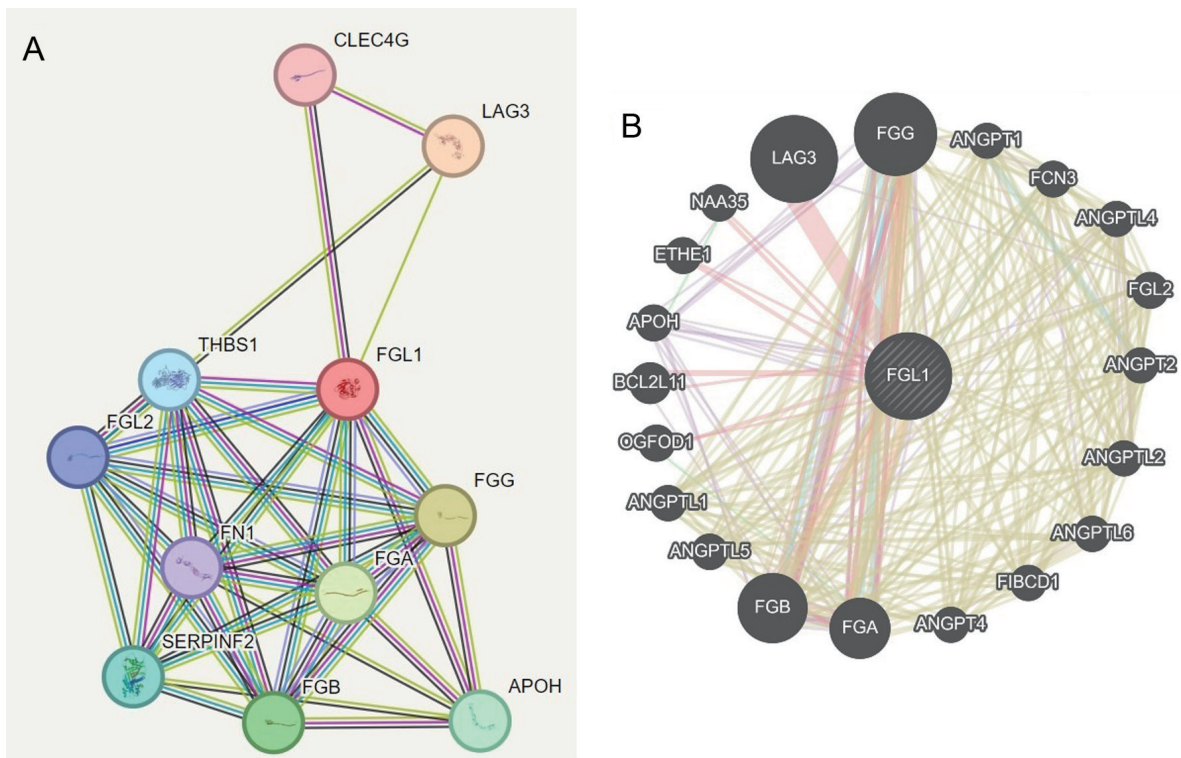 A
CLEC4G
LAG3
THBS1
FGL1
FGL2
FGG
FN1
FGA
SERPINF2
FGB
APOH
B
FGG
LAG3
ANGPT1
FCN3
NAA35
ANGPTL4
ETHE1
FGL2
APOH
ANGPT2
FGL1
BCL2L11
OGFOD1
ANGPTL2
ANGPTL1
ANGPTL6
ANGPTL5
FIBCD1
FGB
FGA
ANGPT4